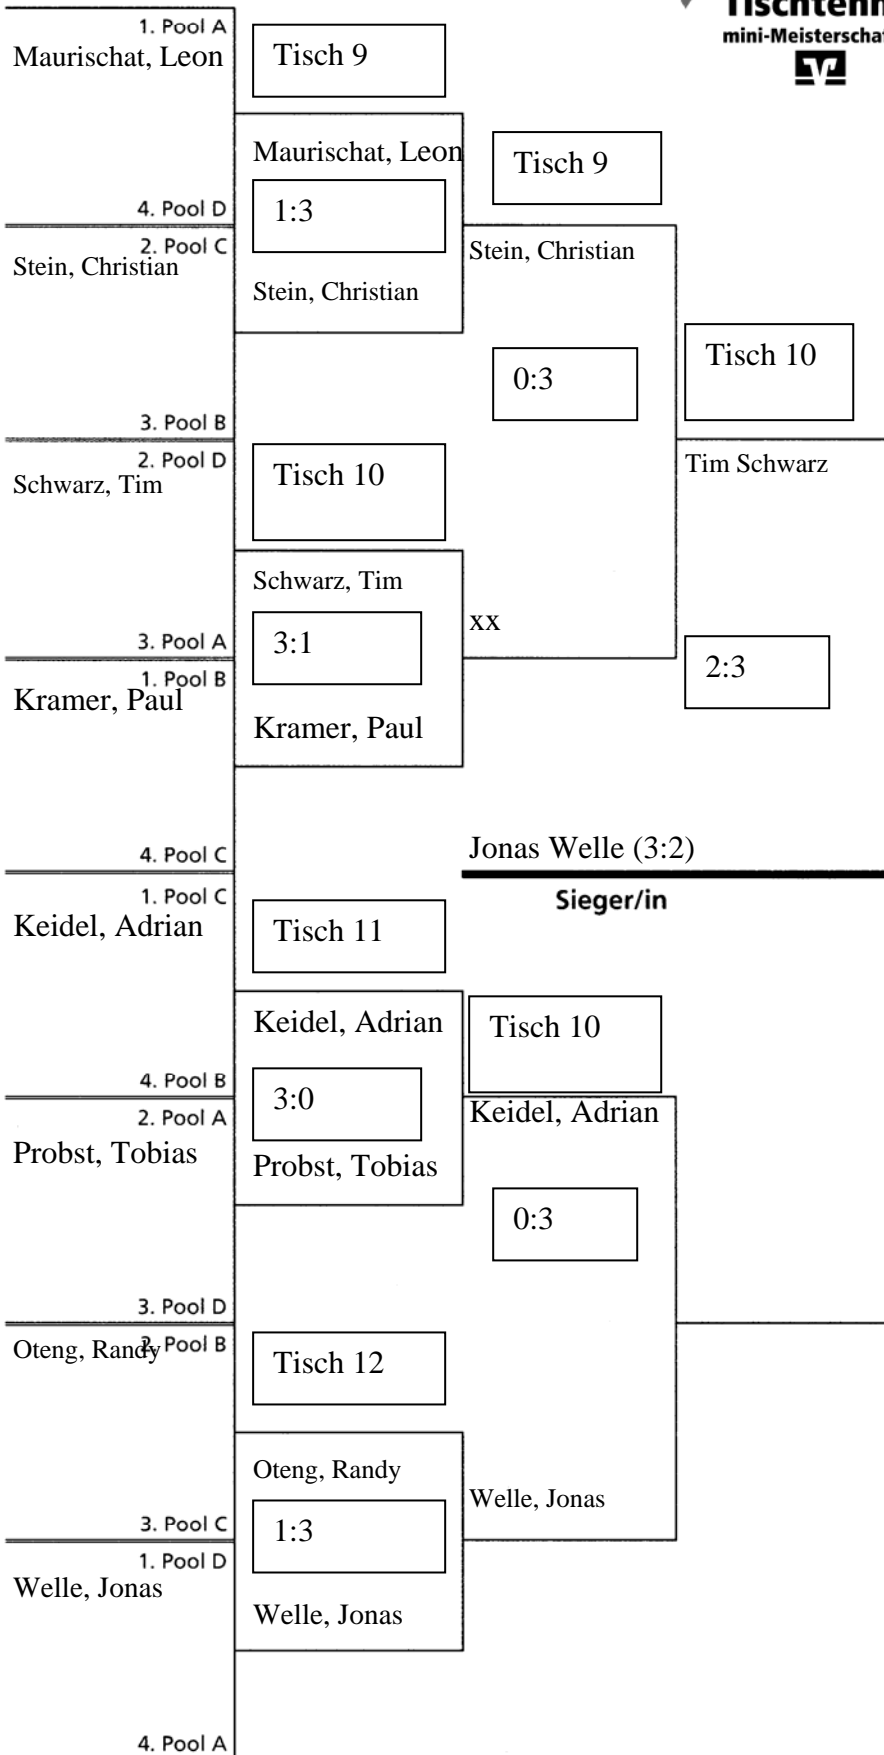 Tischtenn
mini-Meisterschaf
1. Pool A
Maurischat, Leon
Tisch 9
Maurischat, Leon
Tisch 9
4. Pool D
1:3
2. Pool C
Stein, Christian
Stein, Christian
Stein, Christian
0:3
Tisch 10
3. Pool B
2. Pool D
Schwarz, Tim
Tisch 10
Tim Schwarz
Schwarz, Tim
xx
3. Pool A
3:1
1. Pool B
2:3
Kramer, Paul
Kramer, Paul
4. Pool C
Jonas Welle (3:2)
1. Pool C
Sieger/in
Keidel, Adrian
Tisch 11
Keidel, Adrian
Tisch 10
4. Pool B
3:0
2. Pool A
Keidel, Adrian
Probst, Tobias
Probst, Tobias
0:3
3. Pool D
Oteng, Randy
2. Pool B
Tisch 12
Oteng, Randy
Welle, Jonas
3. Pool C
1:3
1. Pool D
Welle, Jonas
Welle, Jonas
4. Pool A